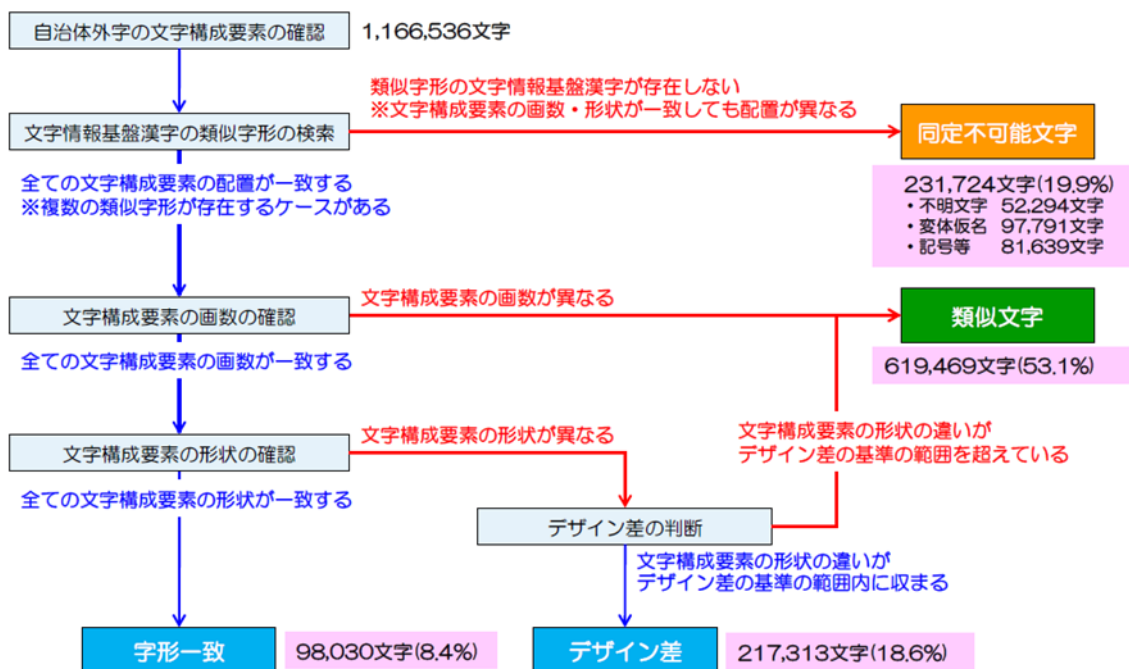 自治体外字の文字構成要素の確認
1,166,536文字
類似字形の文字情報基盤漢字が存在しない
※文字構成要素の画数・形状が一致しても配置が異なる
文字情報基盤漢字の類似字形の検索
同定不可能文字
全ての文字構成要素の配置が一致する
※複数の類似字形が存在するケースがある
231,724文字(19.9%)
・不明文字 52,294文字
・変体仮名 97,791文字
・記号等 81,639文字
文字構成要素の画数が異なる
文字構成要素の画数の確認
類似文字
全ての文字構成要素の画数が一致する
619,469文字(53.1%)
文字構成要素の形状が異なる
文字構成要素の形状の違いが
デザイン差の基準の範囲を超えている
文字構成要素の形状の確認
全ての文字構成要素の形状が一致する
デザイン差の判断
文字構成要素の形状の違いが
デザイン差の基準の範囲内に収まる
字形一致
98,030文字(8.4%)
デザイン差
217,313文字(18.6%)